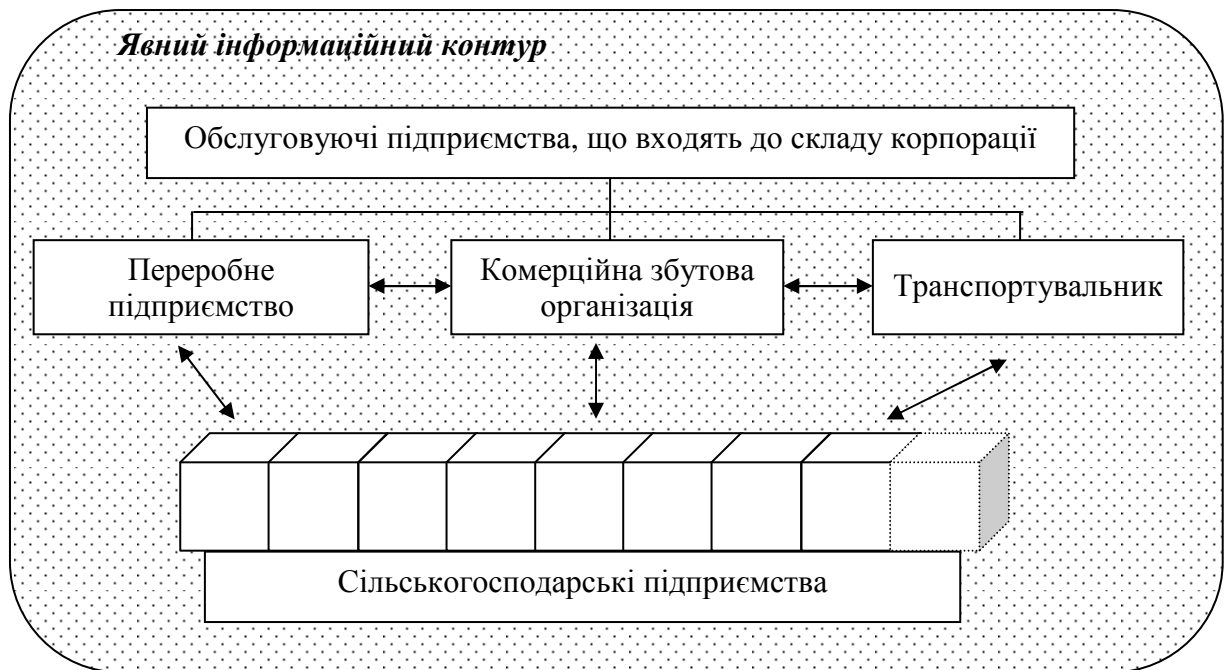 Явний інформаційний контур
Обслуговуючі підприємства, що входять до складу корпорації
Переробне
підприємство
Комерційна збутова
організація
Транспортувальник
Сільськогосподарські підприємства